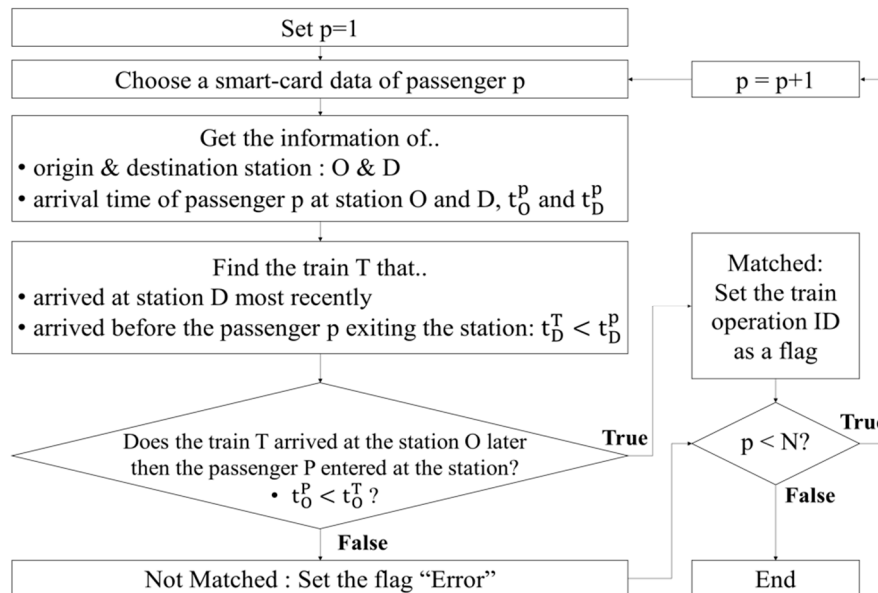 Set p=1
Choose a smart-card data of passenger p
p = p+1
Get the information of..
• origin & destination station : O & D
• arrival time of passenger p at station O and D, t_O^p and t_D^p
Find the train T that..
• arrived at station D most recently
• arrived before the passenger p exiting the station: t_D^T < t_D^p
Matched:
Set the train
operation ID
as a flag
Does the train T arrived at the station O later
then the passenger P entered at the station?
• t_O^P < t_O^T ?
True
False
p < N?
True
False
Not Matched : Set the flag “Error”
End